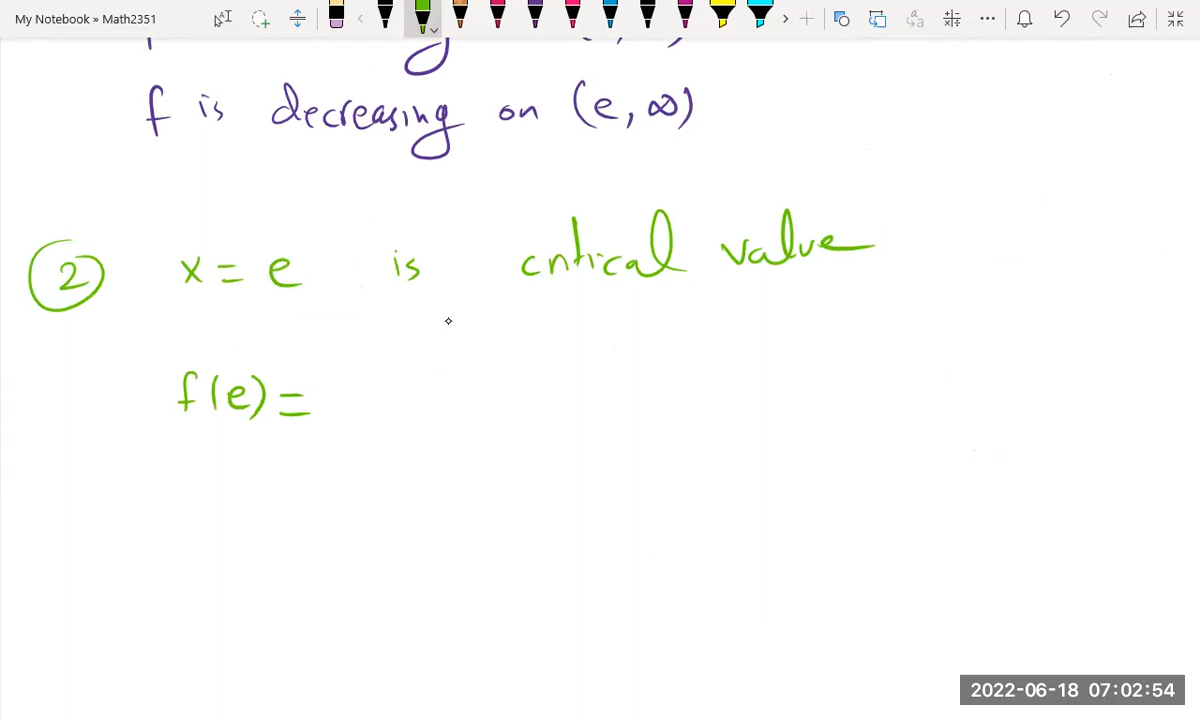 My Notebook » Math2351
f is decreasing on (e, ∞)
2 x = e is critical value
f(e) =
2022-06-18 07:02:54